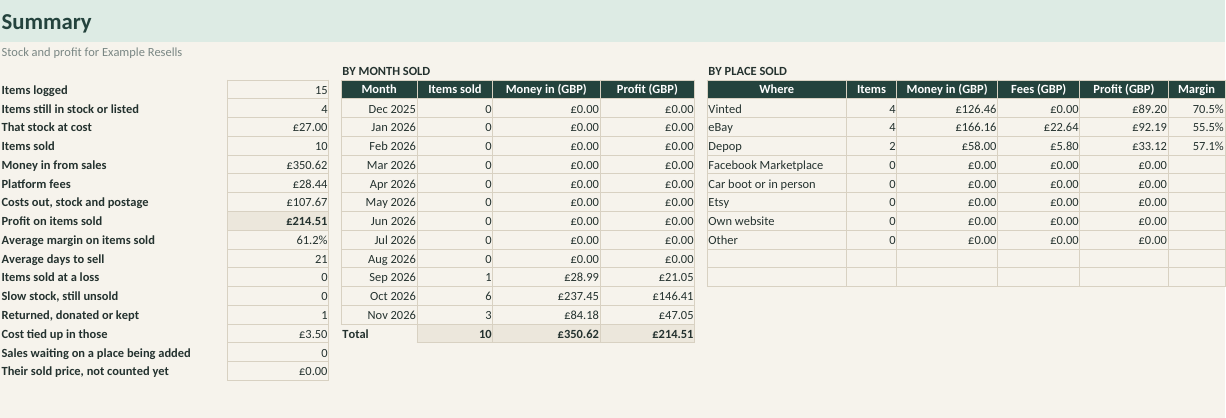 Summary
Stock and profit for Example Resells
Items logged 15
Items still in stock or listed 4
That stock at cost £27.00
Items sold 10
Money in from sales £350.62
Platform fees £28.44
Costs out, stock and postage £107.67
Profit on items sold £214.51
Average margin on items sold 61.2%
Average days to sell 21
Items sold at a loss 0
Slow stock, still unsold 0
Returned, donated or kept 1
Cost tied up in those £3.50
Sales waiting on a place being added 0
Their sold price, not counted yet £0.00
BY MONTH SOLD
Month Items sold Money in (GBP) Profit (GBP)
Dec 2025 0 £0.00 £0.00
Jan 2026 0 £0.00 £0.00
Feb 2026 0 £0.00 £0.00
Mar 2026 0 £0.00 £0.00
Apr 2026 0 £0.00 £0.00
May 2026 0 £0.00 £0.00
Jun 2026 0 £0.00 £0.00
Jul 2026 0 £0.00 £0.00
Aug 2026 0 £0.00 £0.00
Sep 2026 1 £28.99 £21.05
Oct 2026 6 £237.45 £146.41
Nov 2026 3 £84.18 £47.05
Total 10 £350.62 £214.51
BY PLACE SOLD
Where Items Money in (GBP) Fees (GBP) Profit (GBP) Margin
Vinted 4 £126.46 £0.00 £89.20 70.5%
eBay 4 £166.16 £22.64 £92.19 55.5%
Depop 2 £58.00 £5.80 £33.12 57.1%
Facebook Marketplace 0 £0.00 £0.00 £0.00
Car boot or in person 0 £0.00 £0.00 £0.00
Etsy 0 £0.00 £0.00 £0.00
Own website 0 £0.00 £0.00 £0.00
Other 0 £0.00 £0.00 £0.00